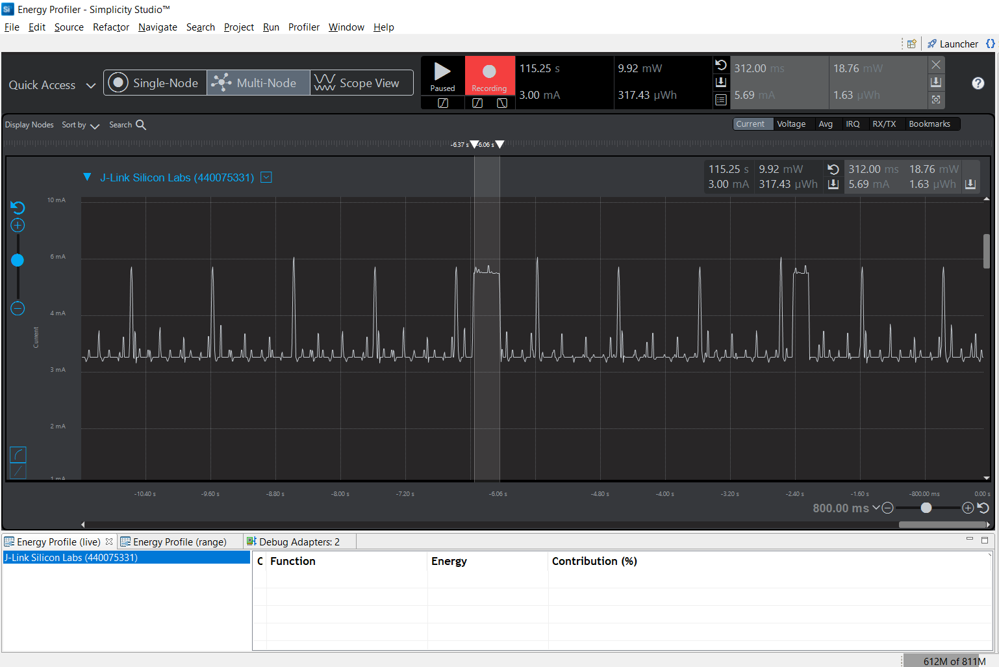 Energy Profiler - Simplicity Studio™
File Edit Source Refactor Navigate Search Project Run Profiler Window Help
Launcher
Quick Access
Single-Node
Multi-Node
Scope View
Paused
Recording
115.25 s
9.92 mW
3.00 mA
317.43 µWh
312.00 ms
18.76 mW
5.69 mA
1.63 µWh
Display Nodes Sort by Search
Current Voltage Avg IRQ RX/TX Bookmarks
-6.37 s -6.06 s
J-Link Silicon Labs (440075331)
115.25 s 9.92 mW 312.00 ms 18.76 mW
3.00 mA 317.43 µWh 5.69 mA 1.63 µWh
10 mA
6 mA
4 mA
Current
3 mA
2 mA
1 mA
-10.40 s -9.60 s -8.80 s -8.00 s -7.20 s -6.06 s -4.80 s -4.00 s -3.20 s -2.40 s -1.60 s -800.00 ms 0.00 s
800.00 ms
Energy Profile (live) Energy Profile (range) Debug Adapters: 2
J-Link Silicon Labs (440075331)
C Function Energy Contribution (%)
612M of 811M